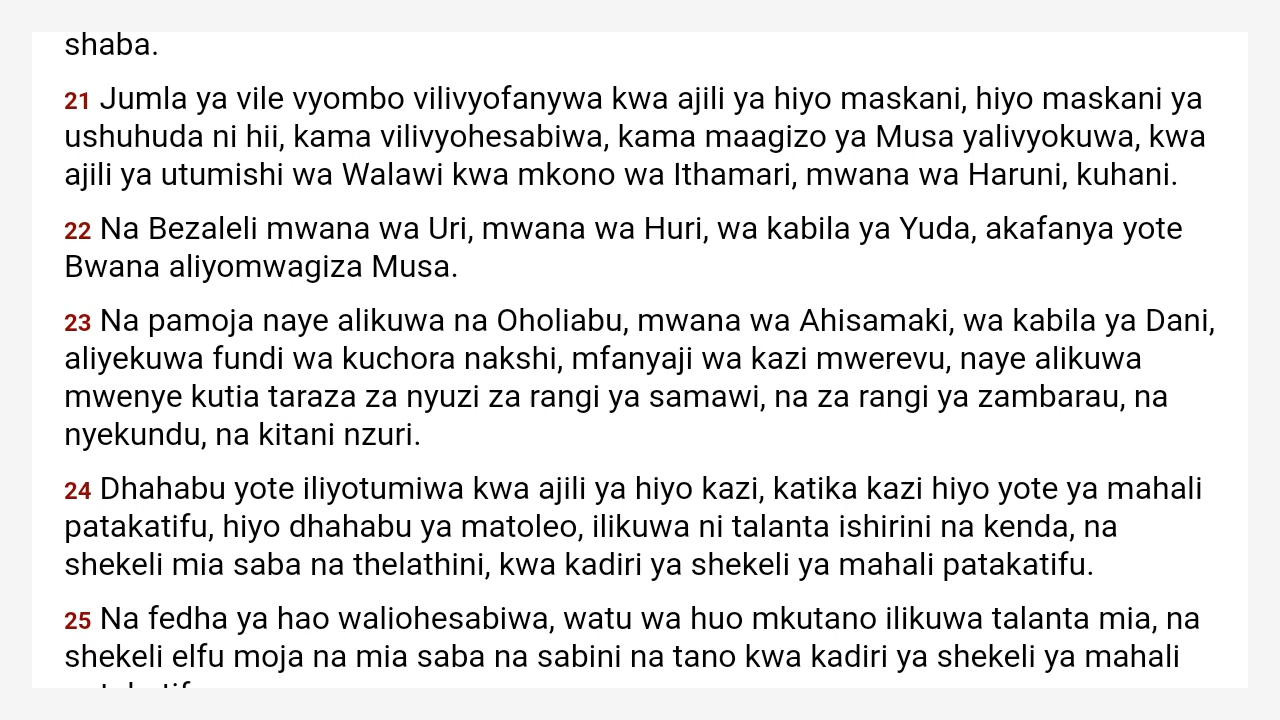 shaba.
21 Jumla ya vile vyombo vilivyofanywa kwa ajili ya hiyo maskani, hiyo maskani ya
ushuhuda ni hii, kama vilivyohesabiwa, kama maagizo ya Musa yalivyokuwa, kwa
ajili ya utumishi wa Walawi kwa mkono wa Ithamari, mwana wa Haruni, kuhani.
22 Na Bezaleli mwana wa Uri, mwana wa Huri, wa kabila ya Yuda, akafanya yote
Bwana aliyomwagiza Musa.
23 Na pamoja naye alikuwa na Oholiabu, mwana wa Ahisamaki, wa kabila ya Dani,
aliyekuwa fundi wa kuchora nakshi, mfanyaji wa kazi mwerevu, naye alikuwa
mwenye kutia taraza za nyuzi za rangi ya samawi, na za rangi ya zambarau, na
nyekundu, na kitani nzuri.
24 Dhahabu yote iliyotumiwa kwa ajili ya hiyo kazi, katika kazi hiyo yote ya mahali
patakatifu, hiyo dhahabu ya matoleo, ilikuwa ni talanta ishirini na kenda, na
shekeli mia saba na thelathini, kwa kadiri ya shekeli ya mahali patakatifu.
25 Na fedha ya hao waliohesabiwa, watu wa huo mkutano ilikuwa talanta mia, na
shekeli elfu moja na mia saba na sabini na tano kwa kadiri ya shekeli ya mahali